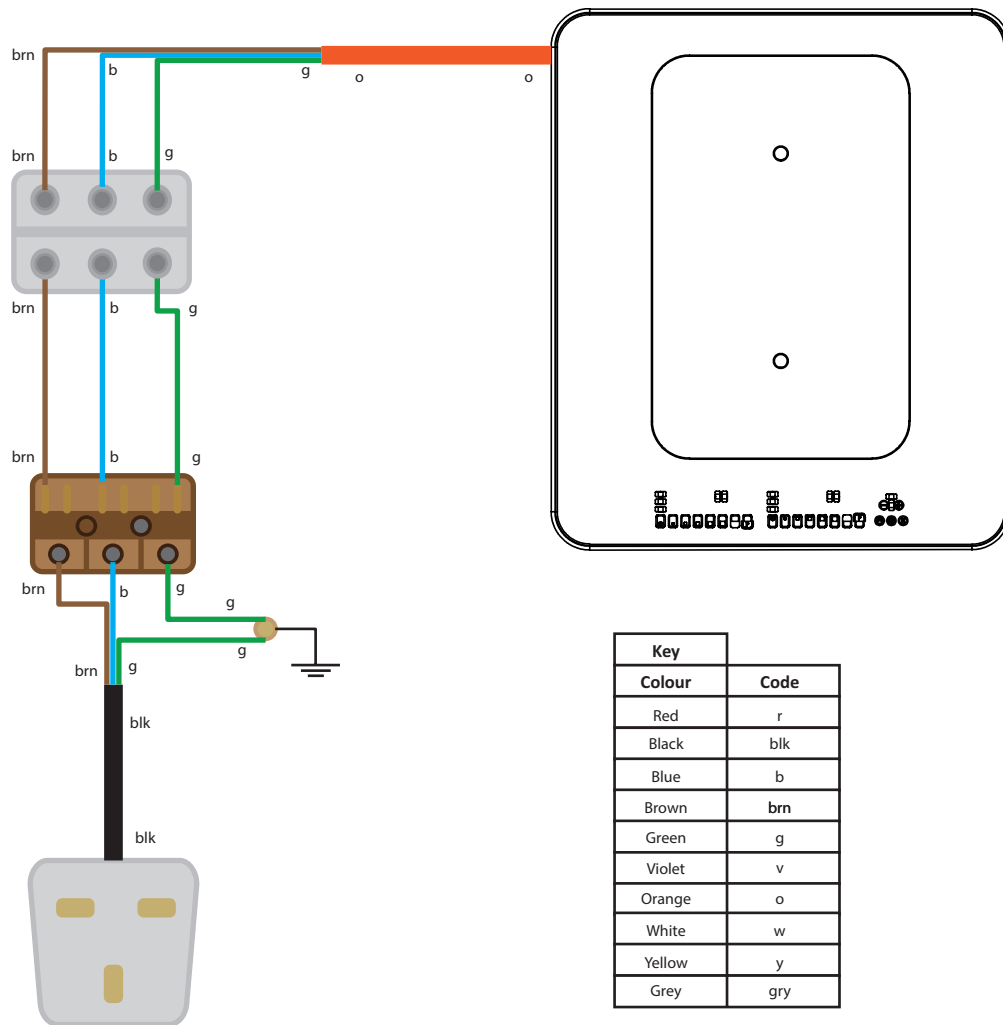 brn
b
g
o
o
brn
b
g
brn
b
g
brn
b
g
brn
b
g
g
g
brn
g
blk
blk
Key
Colour Code
Red r
Black blk
Blue b
Brown brn
Green g
Violet v
Orange o
White w
Yellow y
Grey gry